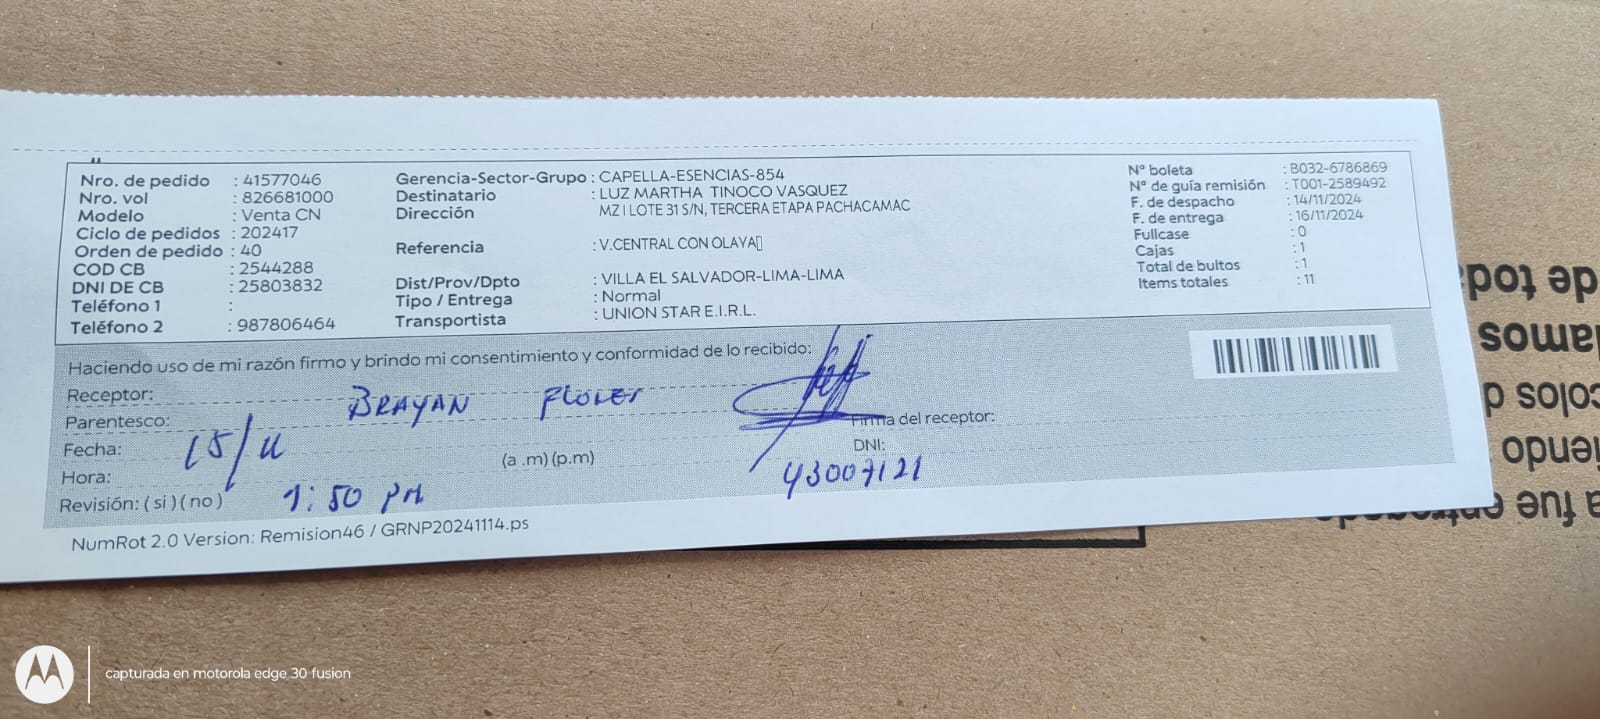 Nro. de pedido : 41577046
Nro. vol : 826681000
Modelo : Venta CN
Ciclo de pedidos : 202417
Orden de pedido : 40
COD CB : 2544288
DNI DE CB : 25803832
Teléfono 1 :
Teléfono 2 : 987806464
Gerencia-Sector-Grupo : CAPELLA-ESENCIAS-854
Destinatario : LUZ MARTHA TINOCO VASQUEZ
Dirección MZ I LOTE 31 S/N, TERCERA ETAPA PACHACAMAC
Referencia : V.CENTRAL CON OLAYA
Dist/Prov/Dpto : VILLA EL SALVADOR-LIMA-LIMA
Tipo / Entrega : Normal
Transportista : UNION STAR E.I.R.L.
Nº boleta : B032-6786869
Nº de guía remisión : T001-2589492
F. de despacho : 14/11/2024
F. de entrega : 16/11/2024
Fullcase : 0
Cajas : 1
Total de bultos : 1
Items totales : 11
Haciendo uso de mi razón firmo y brindo mi consentimiento y conformidad de lo recibido:
Receptor: BRAYAN FLORES
Parentesco:
Fecha: 15/11
Hora: (a .m) (p.m)
Revisión: ( si ) ( no ) 1:50 PM
Firma del receptor:
DNI:
43007121
NumRot 2.0 Version: Remision46 / GRNP20241114.ps
de toda
colos d
capturada en motorola edge 30 fusion